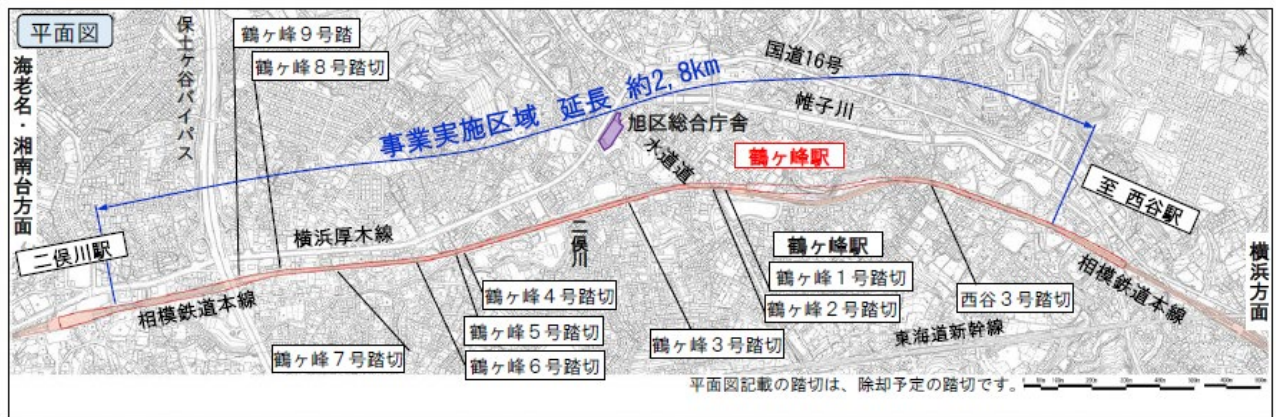 平面図
海老名・湘南台方面
保土ヶ谷バイパス
鶴ヶ峰9号踏
鶴ヶ峰8号踏切
事業実施区域 延長 約2,8km
国道16号
帷子川
旭区総合庁舎
水道道
鶴ヶ峰駅
至 西谷駅
横浜方面
二俣川駅
横浜厚木線
二俣川
鶴ヶ峰駅
相模鉄道本線
鶴ヶ峰4号踏切
鶴ヶ峰1号踏切
西谷3号踏切
相模鉄道本線
鶴ヶ峰5号踏切
鶴ヶ峰2号踏切
鶴ヶ峰7号踏切
鶴ヶ峰6号踏切
鶴ヶ峰3号踏切
東海道新幹線
平面図記載の踏切は、除却予定の踏切です。